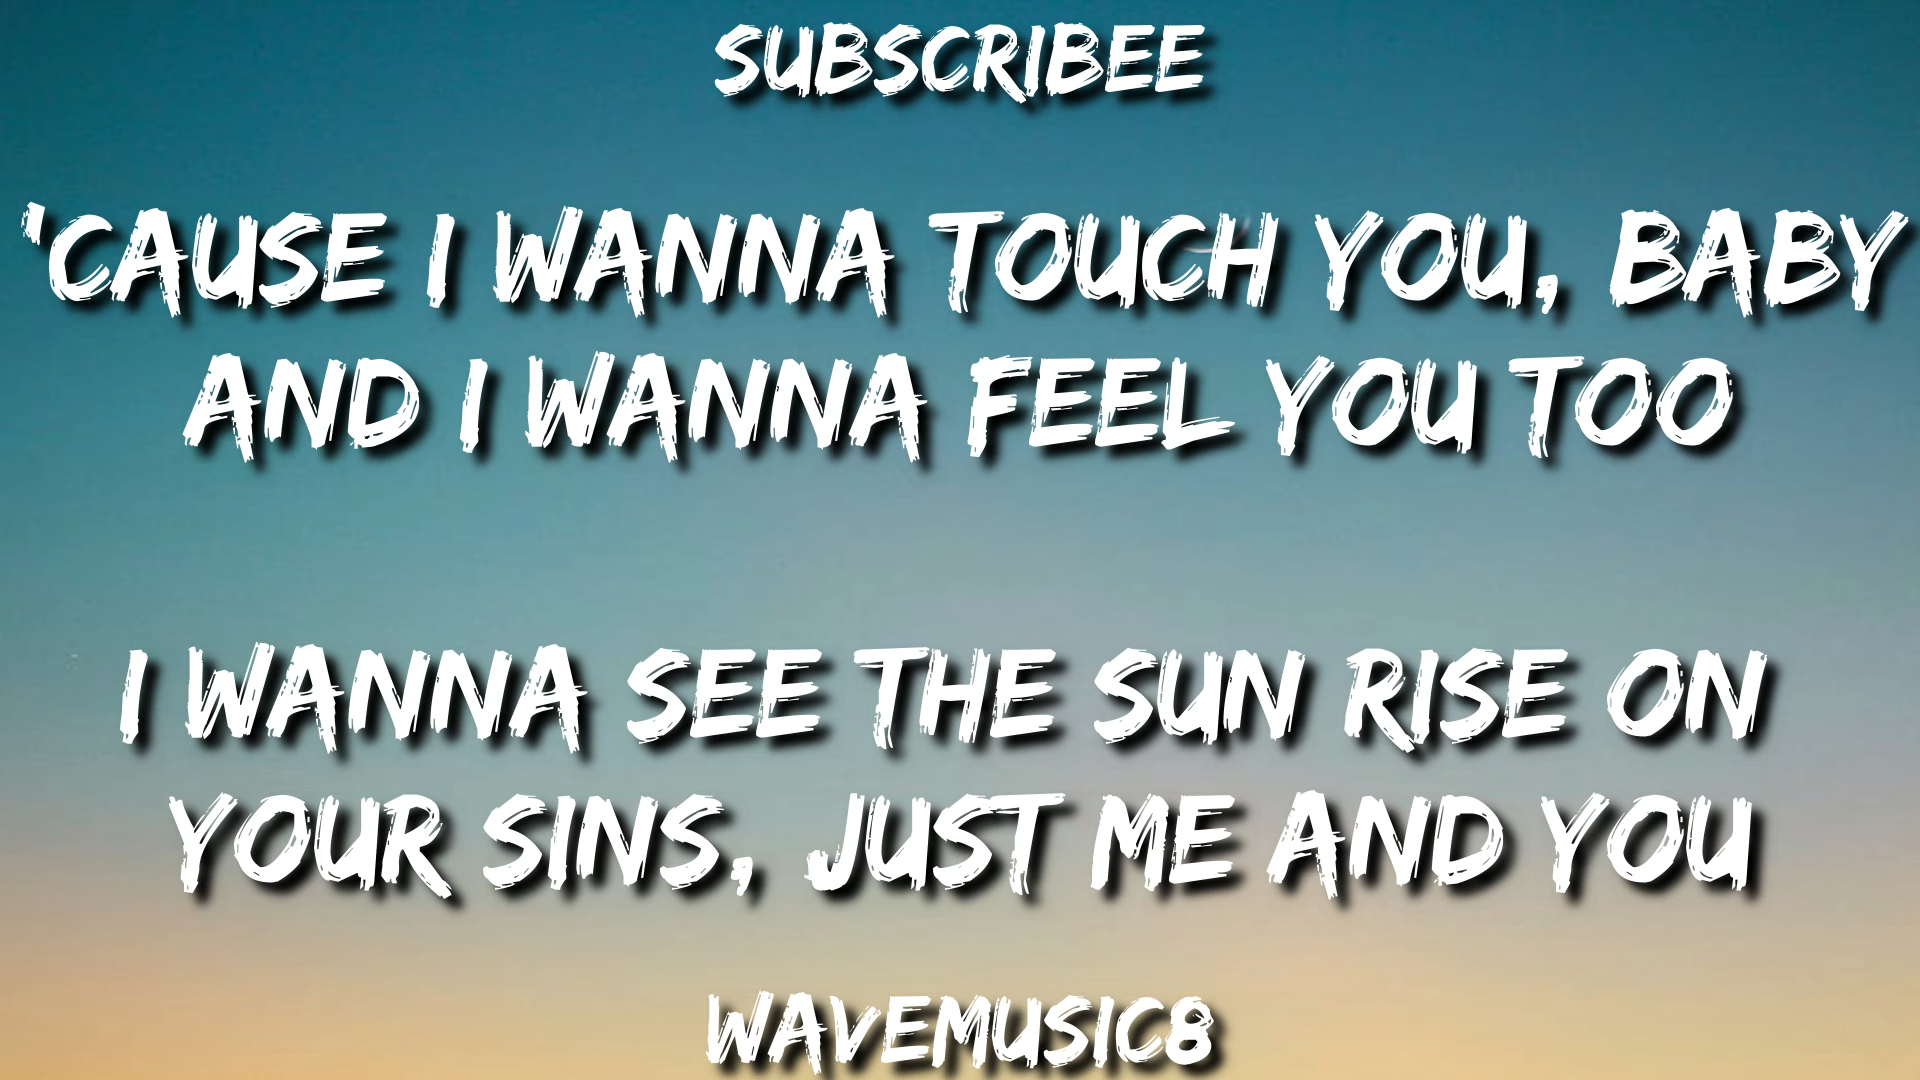 SUBSCRIBEE
'CAUSE I WANNA TOUCH YOU, BABY
AND I WANNA FEEL YOU TOO
I WANNA SEE THE SUN RISE ON
YOUR SINS, JUST ME AND YOU
WAVEMUSIC8